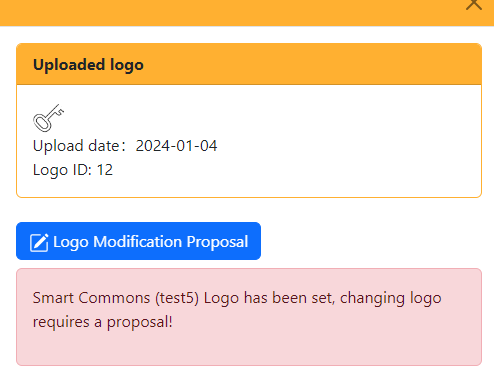 Uploaded logo
Upload date：2024-01-04
Logo ID: 12
Logo Modification Proposal
Smart Commons (test5) Logo has been set, changing logo
requires a proposal!